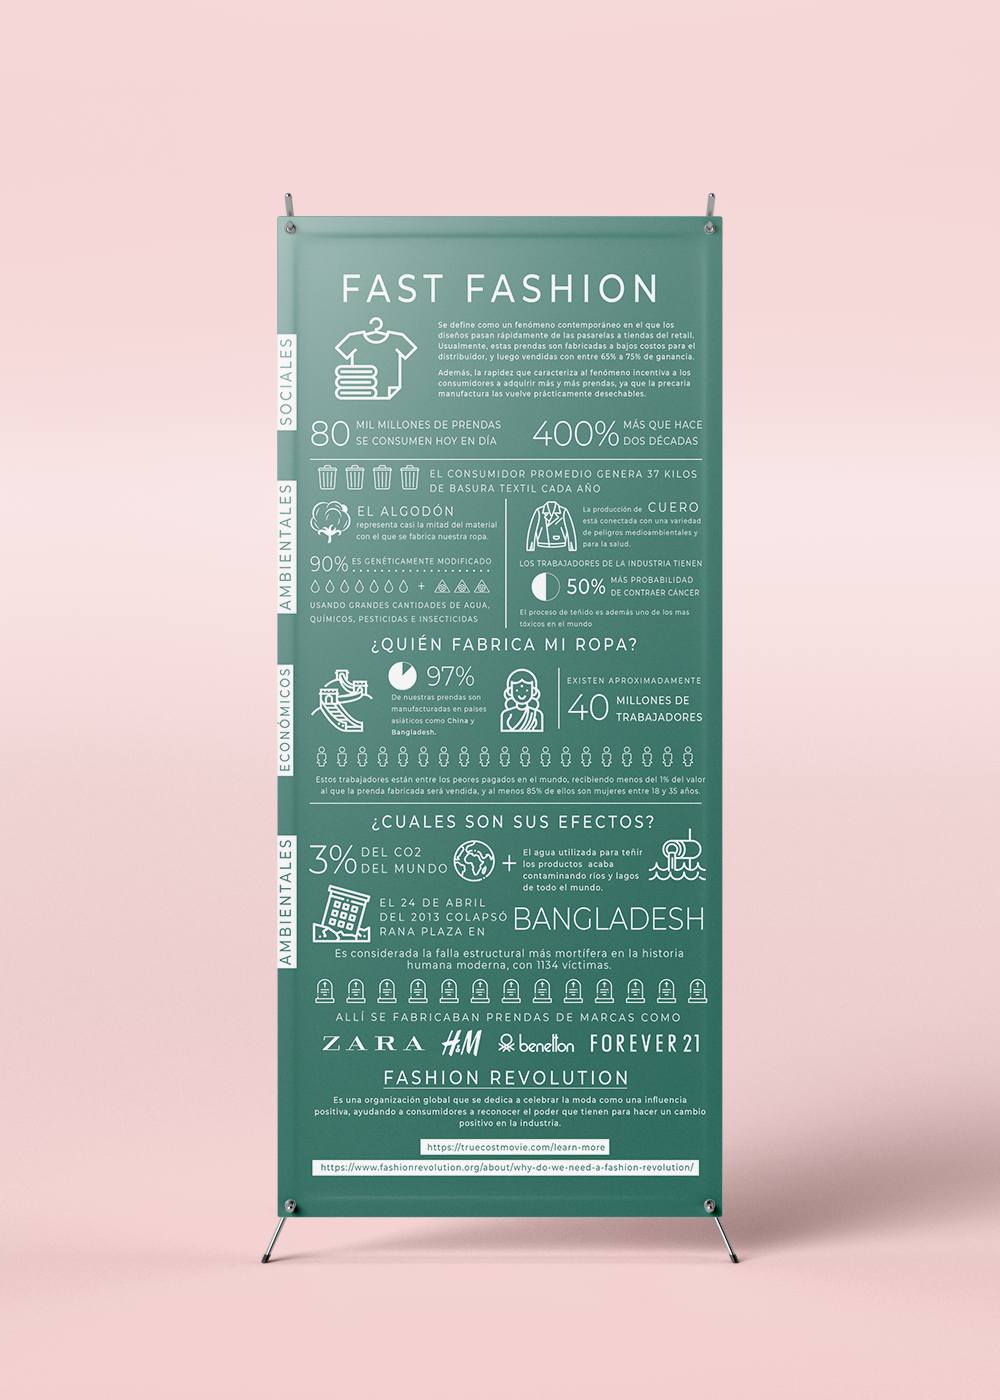 FAST FASHION
Se define como un fenómeno contemporáneo en el que los
diseños pasan rápidamente de las pasarelas a tiendas del retail.
Usualmente, estas prendas son fabricadas a bajos costos para el
distribuidor, y luego vendidas con entre 65% a 75% de ganancia.
Además, la rapidez que caracteriza al fenómeno incentiva a los
consumidores a adquirir más y más prendas, ya que la precaria
manufactura las vuelve prácticamente desechables.
SOCIALES
80 MIL MILLONES DE PRENDAS
SE CONSUMEN HOY EN DÍA
400% MÁS QUE HACE
DOS DÉCADAS
EL CONSUMIDOR PROMEDIO GENERA 37 KILOS
DE BASURA TEXTIL CADA AÑO
AMBIENTALES
EL ALGODÓN
representa casi la mitad del material
con el que se fabrica nuestra ropa.
90% ES GENÉTICAMENTE MODIFICADO
+
USANDO GRANDES CANTIDADES DE AGUA,
QUÍMICOS, PESTICIDAS E INSECTICIDAS
La producción de CUERO
está conectada con una variedad
de peligros medioambientales y
para la salud.
LOS TRABAJADORES DE LA INDUSTRIA TIENEN
50% MÁS PROBABILIDAD
DE CONTRAER CÁNCER
El proceso de teñido es además uno de los mas
tóxicos en el mundo
¿QUIÉN FABRICA MI ROPA?
ECONÓMICOS
97%
De nuestras prendas son
manufacturadas en países
asiáticos como China y
Bangladesh.
EXISTEN APROXIMADAMENTE
40 MILLONES DE
TRABAJADORES
Estos trabajadores están entre los peores pagados en el mundo, recibiendo menos del 1% del valor
al que la prenda fabricada será vendida, y al menos 85% de ellos son mujeres entre 18 y 35 años.
¿CUALES SON SUS EFECTOS?
AMBIENTALES
3% DEL CO2
DEL MUNDO
+
El agua utilizada para teñir
los productos acaba
contaminando ríos y lagos
de todo el mundo.
EL 24 DE ABRIL
DEL 2013 COLAPSÓ
RANA PLAZA EN
BANGLADESH
Es considerada la falla estructural más mortífera en la historia
humana moderna, con 1134 víctimas.
ALLÍ SE FABRICABAN PRENDAS DE MARCAS COMO
ZARA H&M benetton FOREVER 21
FASHION REVOLUTION
Es una organización global que se dedica a celebrar la moda como una influencia
positiva, ayudando a consumidores a reconocer el poder que tienen para hacer un cambio
positivo en la industria.
https://truecostmovie.com/learn-more
https://www.fashionrevolution.org/about/why-do-we-need-a-fashion-revolution/